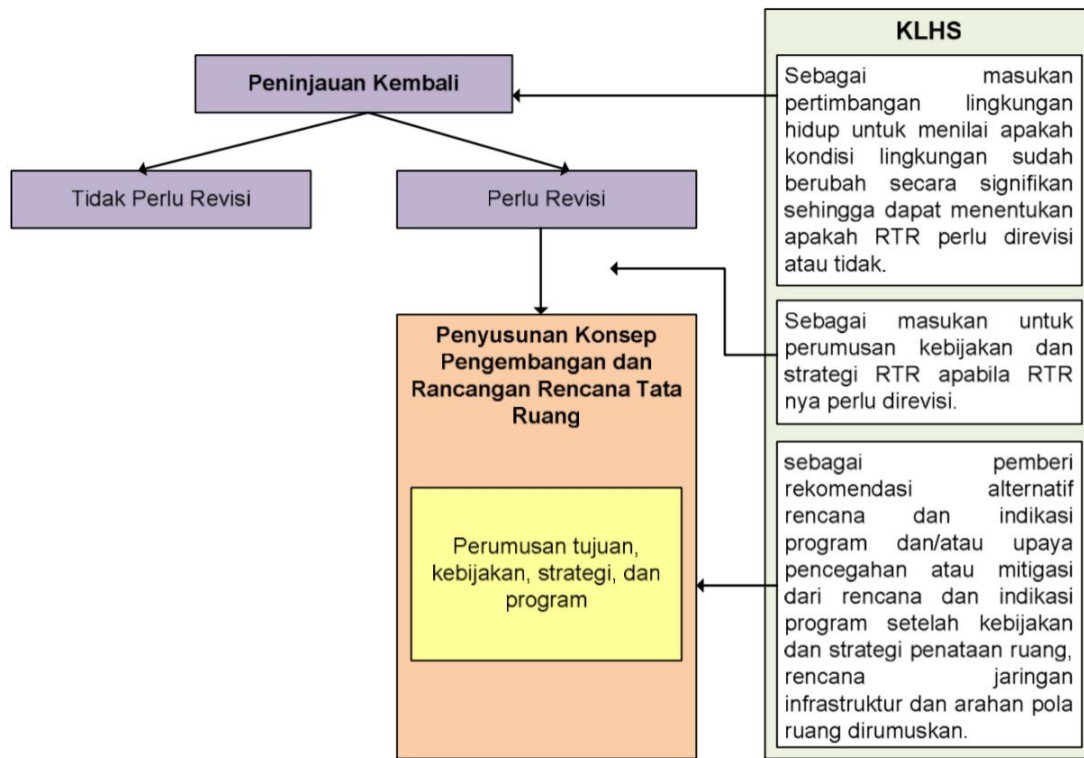 Peninjauan Kembali
Tidak Perlu Revisi
Perlu Revisi
Penyusunan Konsep
Pengembangan dan
Rancangan Rencana Tata
Ruang
Perumusan tujuan,
kebijakan, strategi, dan
program
KLHS
Sebagai masukan
pertimbangan lingkungan
hidup untuk menilai apakah
kondisi lingkungan sudah
berubah secara signifikan
sehingga dapat menentukan
apakah RTR perlu direvisi
atau tidak.
Sebagai masukan untuk
perumusan kebijakan dan
strategi RTR apabila RTR
nya perlu direvisi.
sebagai pemberi
rekomendasi alternatif
rencana dan indikasi
program dan/atau upaya
pencegahan atau mitigasi
dari rencana dan indikasi
program setelah kebijakan
dan strategi penataan ruang,
rencana jaringan
infrastruktur dan arahan pola
ruang dirumuskan.